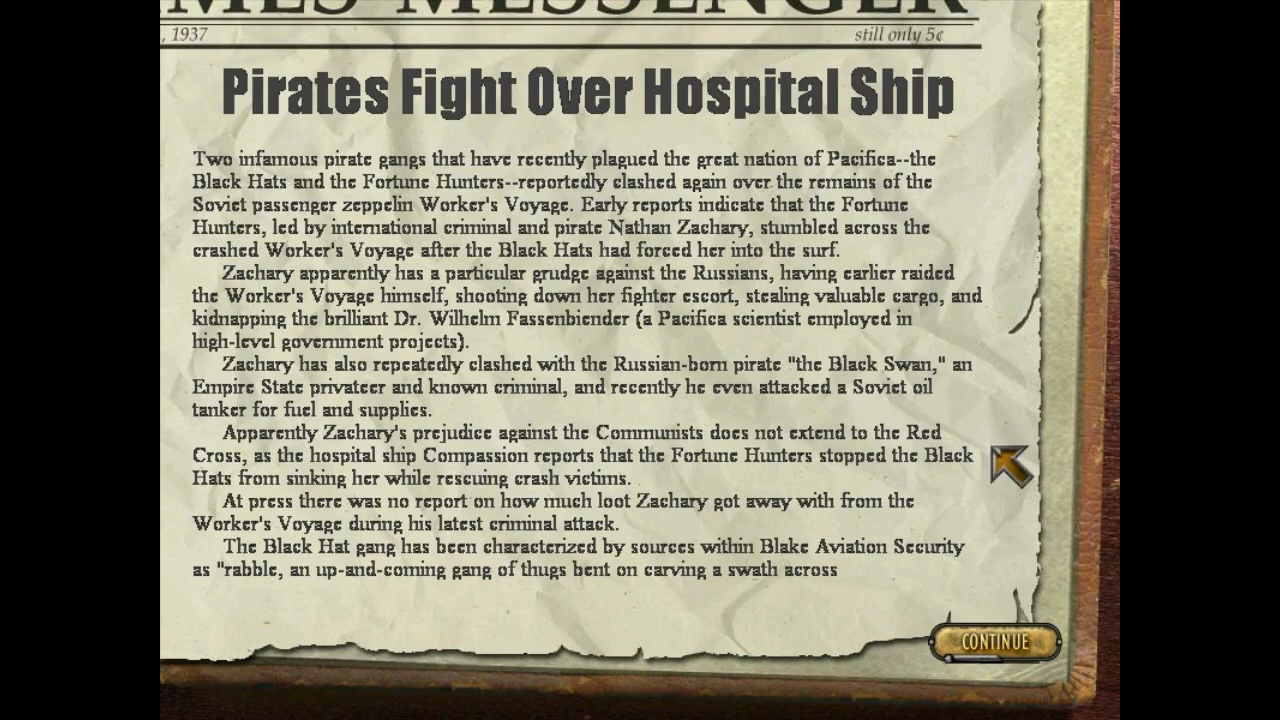 MES MESSENGER
, 1937
still only 5¢
Pirates Fight Over Hospital Ship
Two infamous pirate gangs that have recently plagued the great nation of Pacifica--the
Black Hats and the Fortune Hunters--reportedly clashed again over the remains of the
Soviet passenger zeppelin Worker's Voyage. Early reports indicate that the Fortune
Hunters, led by international criminal and pirate Nathan Zachary, stumbled across the
crashed Worker's Voyage after the Black Hats had forced her into the surf.
Zachary apparently has a particular grudge against the Russians, having earlier raided
the Worker's Voyage himself, shooting down her fighter escort, stealing valuable cargo, and
kidnapping the brilliant Dr. Wilhelm Fassenbiender (a Pacifica scientist employed in
high-level government projects).
Zachary has also repeatedly clashed with the Russian-born pirate "the Black Swan," an
Empire State privateer and known criminal, and recently he even attacked a Soviet oil
tanker for fuel and supplies.
Apparently Zachary's prejudice against the Communists does not extend to the Red
Cross, as the hospital ship Compassion reports that the Fortune Hunters stopped the Black
Hats from sinking her while rescuing crash victims.
At press there was no report on how much loot Zachary got away with from the
Worker's Voyage during his latest criminal attack.
The Black Hat gang has been characterized by sources within Blake Aviation Security
as "rabble, an up-and-coming gang of thugs bent on carving a swath across
CONTINUE